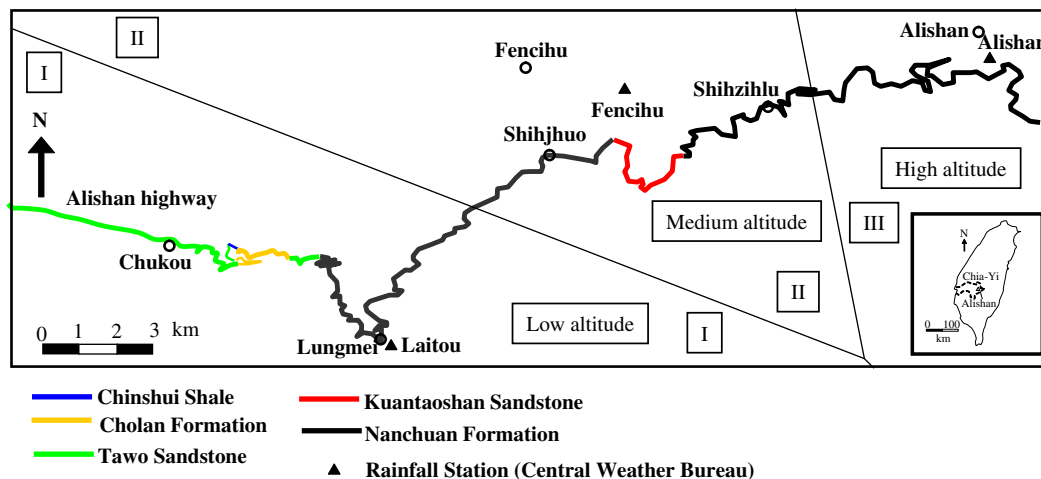 II
Alishan
Alishan
I
Fencihu
N
Fencihu
Shihzihlu
Shihjhuo
High altitude
Alishan highway
Medium altitude
III
Chukou
N
Chia-Yi
Alishan
0 100
km
II
Low altitude
I
0 1 2 3 km
Lungmei
Laitou
Chinshui Shale
Cholan Formation
Tawo Sandstone
Kuantaoshan Sandstone
Nanchuan Formation
Rainfall Station (Central Weather Bureau)